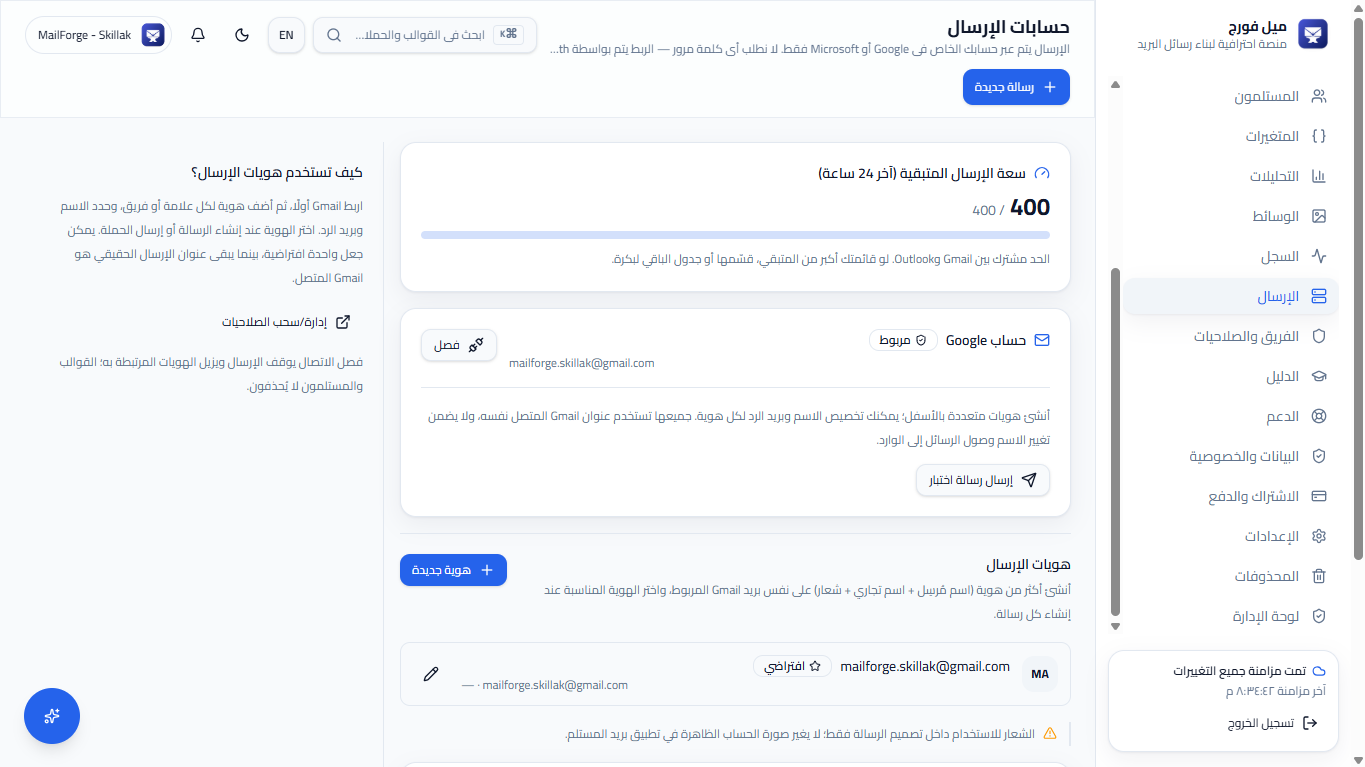 ميل فورج
منصة احترافية لبناء رسائل البريد
المستلمون
المتغيرات
التحليلات
الوسائط
السجل
الإرسال
الفريق والصلاحيات
الدليل
الدعم
البيانات والخصوصية
الاشتراك والدفع
الإعدادات
المحذوفات
لوحة الإدارة
تمت مزامنة جميع التغييرات
آخر مزامنة ٨:٣٤:٤٢ م
تسجيل الخروج
حسابات الإرسال
الإرسال يتم عبر حسابك الخاص في Google أو Microsoft فقط. لا نطلب أي كلمة مرور — الربط يتم بواسطة th...
رسالة جديدة
ابحث في القوالب والحملا...
⌘K
EN
MailForge - Skillak
سعة الإرسال المتبقية (آخر 24 ساعة)
400 / 400
الحد مشترك بين Gmail وOutlook. لو قائمتك أكبر من المتبقي، قسّمها أو جدول الباقي لبكرة.
حساب Google
مربوط
mailforge.skillak@gmail.com
فصل
أنشئ هويات متعددة بالأسفل؛ يمكنك تخصيص الاسم وبريد الرد لكل هوية. جميعها تستخدم عنوان Gmail المتصل نفسه، ولا يضمن
تغيير الاسم وصول الرسائل إلى الوارد.
إرسال رسالة اختبار
هويات الإرسال
أنشئ أكثر من هوية (اسم مُرسِل + اسم تجاري + شعار) على نفس بريد Gmail المربوط، واختر الهوية المناسبة عند
إنشاء كل رسالة.
هوية جديدة
MA
mailforge.skillak@gmail.com
افتراضي
mailforge.skillak@gmail.com · —
الشعار للاستخدام داخل تصميم الرسالة فقط؛ لا يغير صورة الحساب الظاهرة في تطبيق بريد المستلم.
كيف تستخدم هويات الإرسال؟
اربط Gmail أولًا، ثم أضف هوية لكل علامة أو فريق، وحدد الاسم
وبريد الرد. اختر الهوية عند إنشاء الرسالة أو إرسال الحملة. يمكن
جعل واحدة افتراضية، بينما يبقى عنوان الإرسال الحقيقي هو
Gmail المتصل.
إدارة/سحب الصلاحيات
فصل الاتصال يوقف الإرسال ويزيل الهويات المرتبطة به؛ القوالب
والمستلمون لا يُحذفون.